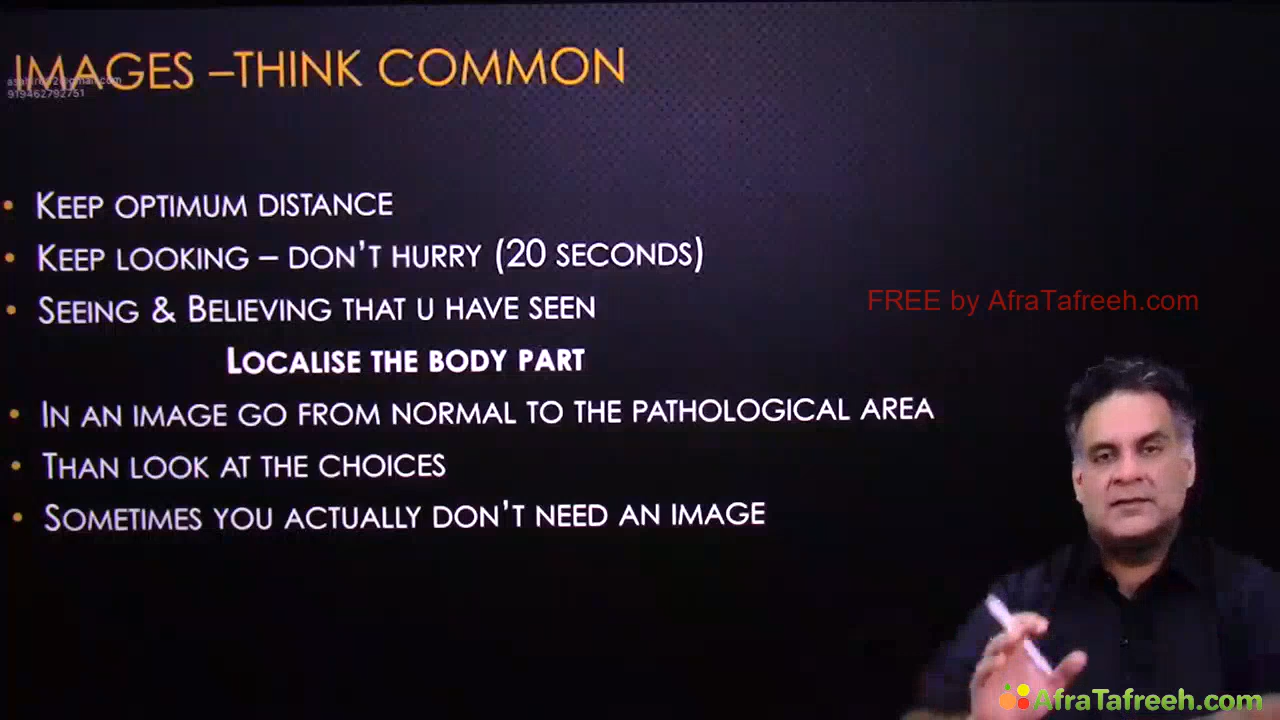 IMAGES –THINK COMMON
919462792751
• KEEP OPTIMUM DISTANCE
• KEEP LOOKING – DON'T HURRY (20 SECONDS)
• SEEING & BELIEVING THAT U HAVE SEEN
FREE by AfraTafreeh.com
LOCALISE THE BODY PART
• IN AN IMAGE GO FROM NORMAL TO THE PATHOLOGICAL AREA
• THAN LOOK AT THE CHOICES
• SOMETIMES YOU ACTUALLY DON'T NEED AN IMAGE
AfraTafreeh.com